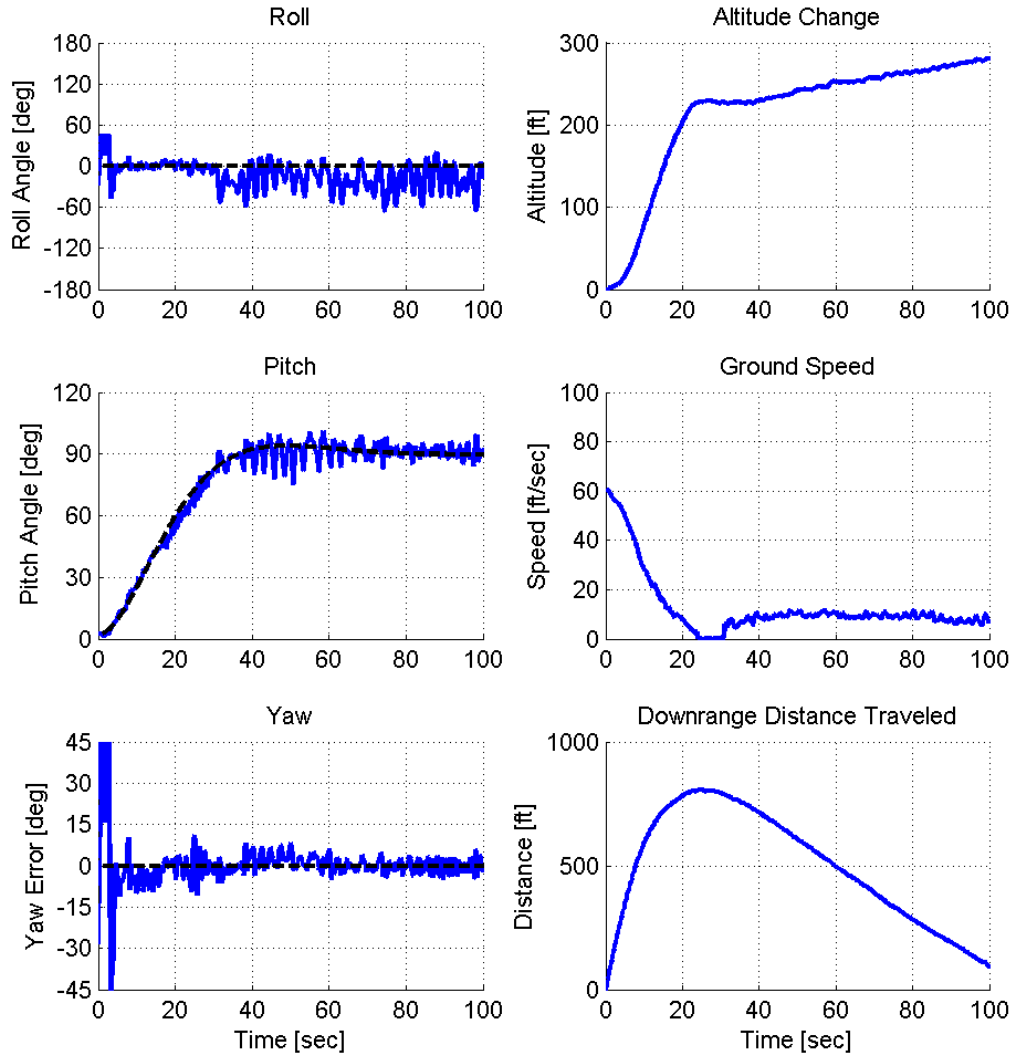 Roll
180
120
60
0
-60
-120
-180
Roll Angle [deg]
0 20 40 60 80 100
Altitude Change
300
200
100
0
Altitude [ft]
0 20 40 60 80 100
Pitch
120
90
60
30
0
Pitch Angle [deg]
0 20 40 60 80 100
Ground Speed
100
80
60
40
20
0
Speed [ft/sec]
0 20 40 60 80 100
Yaw
45
30
15
0
-15
-30
-45
Yaw Error [deg]
0 20 40 60 80 100
Time [sec]
Downrange Distance Traveled
1000
500
0
Distance [ft]
0 20 40 60 80 100
Time [sec]